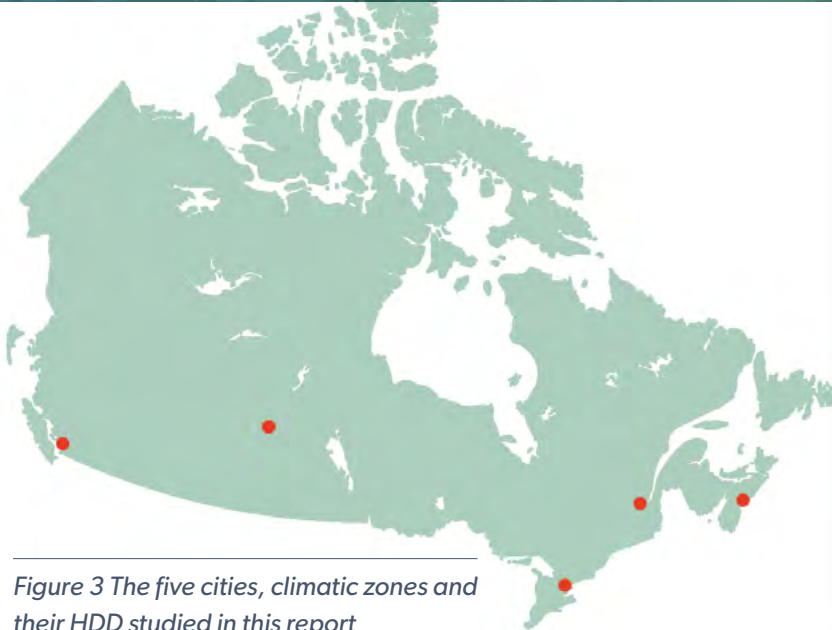 Figure 3 The five cities, climatic zones and
their HDD studied in this report